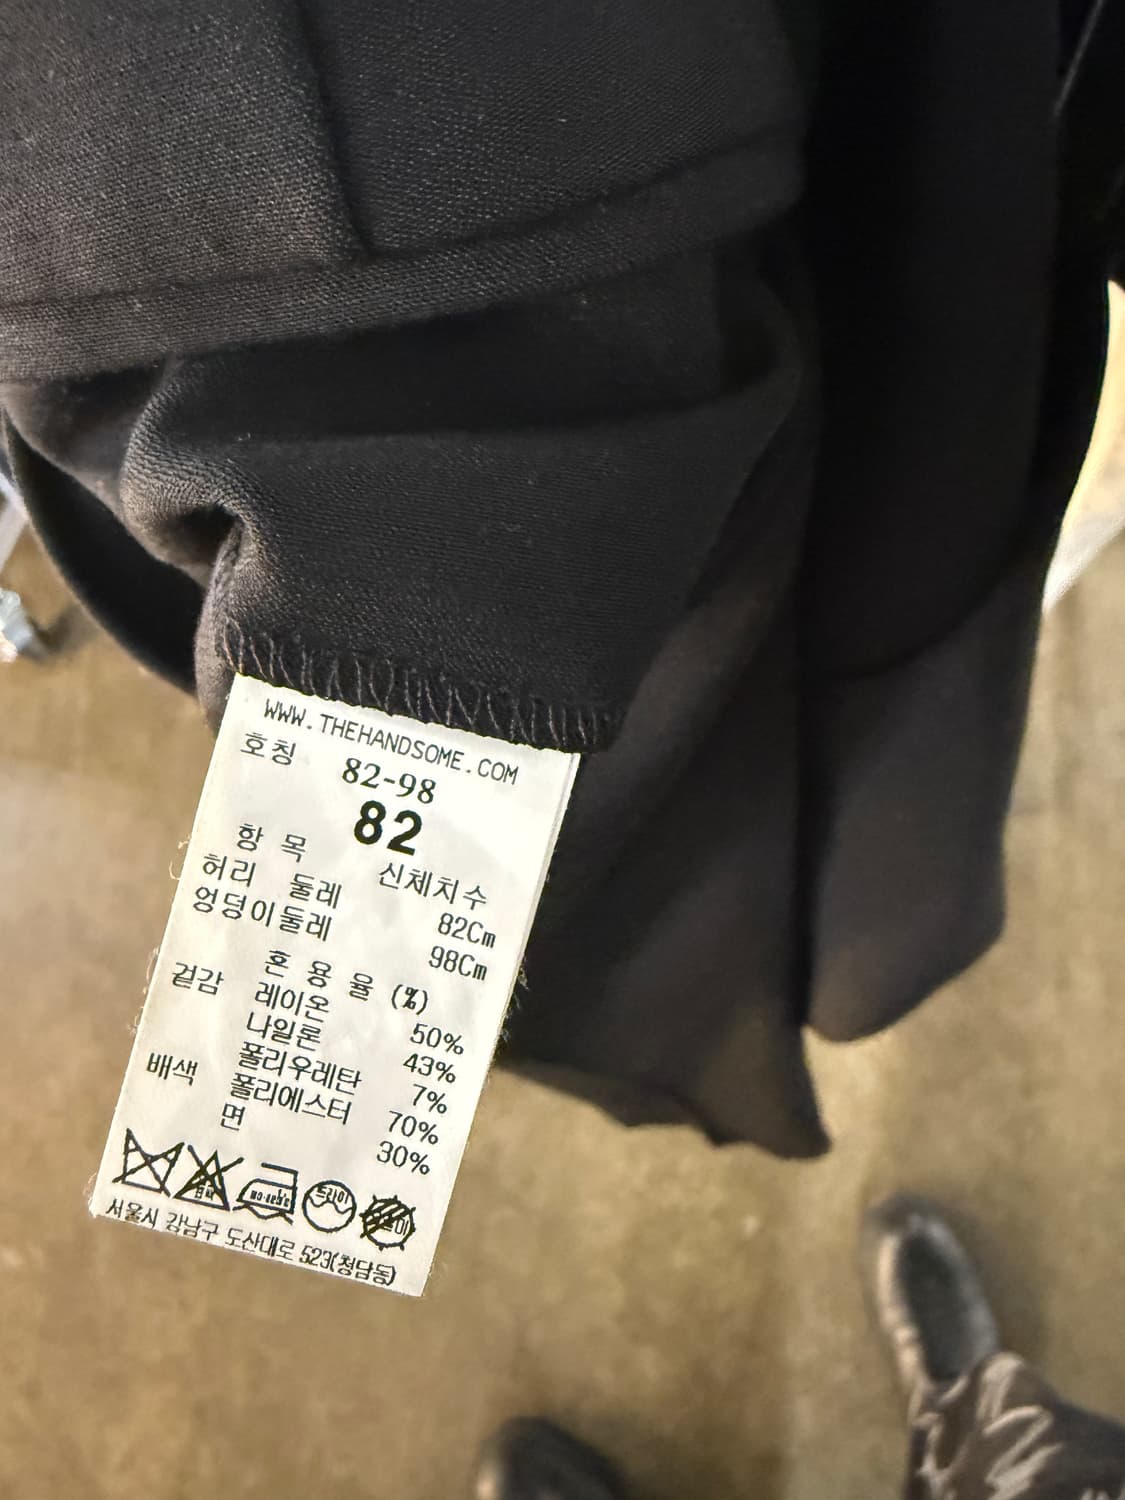 WWW.THEHANDSOME.COM
호칭 82-98
82
항 목 신체치수
허리 둘레 82Cm
엉덩이둘레 98Cm
혼 용 율 (%)
겉감 레이온 50%
나일론 43%
폴리우레탄 7%
배색 폴리에스터 70%
면 30%
드라이
서울시 강남구 도산대로 523(청담동)